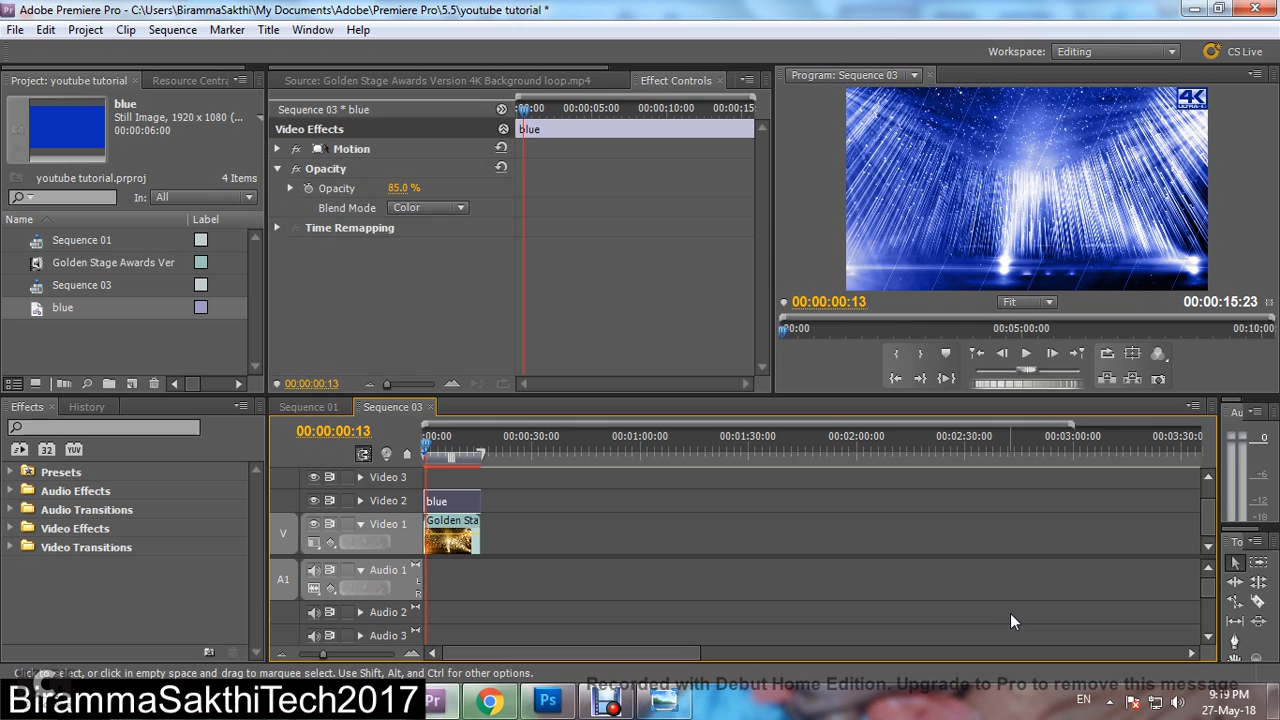 Adobe Premiere Pro - C:\Users\BirammaSakthi\My Documents\Adobe\Premiere Pro\5.5\youtube tutorial *
File Edit Project Clip Sequence Marker Title Window Help
Workspace: Editing CS Live
Project: youtube tutorial Resource Centr
Source: Golden Stage Awards Version 4K Background loop.mp4 Effect Controls
Program: Sequence 03
blue
Still Image, 1920 x 1080 (...
00:00:06:00
youtube tutorial.prproj 4 Items
In: All
Name Label
Sequence 01
Golden Stage Awards Ver
Sequence 03
blue
Sequence 03 * blue
:00:00 00:00:05:00 00:00:10:00 00:00:15
Video Effects
blue
Motion
Opacity
Opacity 85.0 %
Blend Mode Color
Time Remapping
00:00:00:13
4K
ULTRA HD
00:00:00:13 Fit 00:00:15:23
00:00 00:05:00:00 00:10:00
Effects History
Presets
Audio Effects
Audio Transitions
Video Effects
Video Transitions
32 YUV
Sequence 01 Sequence 03
00:00:00:13
:00:00 00:00:30:00 00:01:00:00 00:01:30:00 00:02:00:00 00:02:30:00 00:03:00:00 00:03:30:00
Video 3
Video 2 blue
V Video 1 Golden Sta
A1 Audio 1
L
R
Audio 2
Audio 3
Au
0
-6
-12
-18
To
Click to select, or click in empty space and drag to marquee select. Use Shift, Alt, and Ctrl for other options.
Recorded with Debut Home Edition. Upgrade to Pro to remove this message
BirammaSakthiTech2017
Pr Ps
EN 9:19 PM
27-May-18